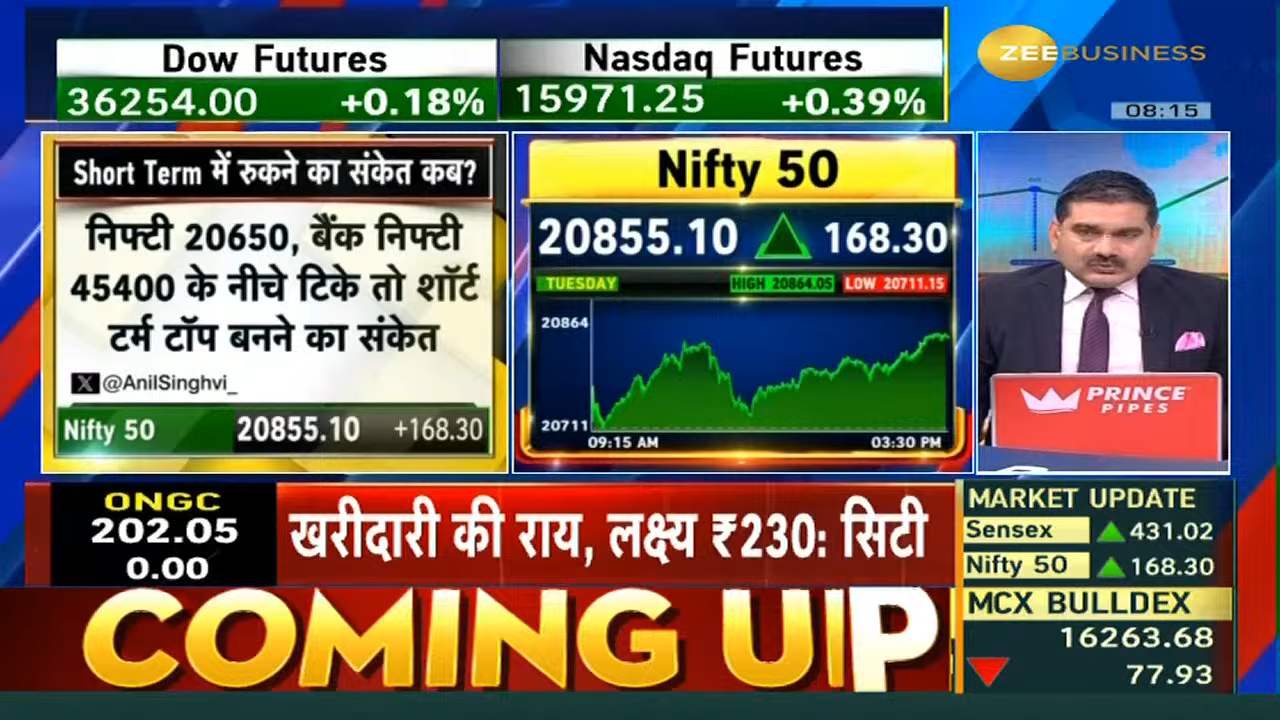 Dow Futures
36254.00 +0.18%
Nasdaq Futures
15971.25 +0.39%
ZEEBUSINESS
08:15
Short Term में रुकने का संकेत कब?
निफ्टी 20650, बैंक निफ्टी
45400 के नीचे टिके तो शॉर्ट
टर्म टॉप बनने का संकेत
X @AnilSinghvi_
Nifty 50 20855.10 +168.30
Nifty 50
20855.10 168.30
TUESDAY HIGH 20864.05 LOW 20711.15
20864
20711
09:15 AM 03:30 PM
PRINCE
PIPES
ONGC
202.05
0.00
खरीदारी की राय, लक्ष्य ₹230: सिटी
COMING UP
MARKET UPDATE
Sensex 431.02
Nifty 50 168.30
MCX BULLDEX
16263.68
77.93